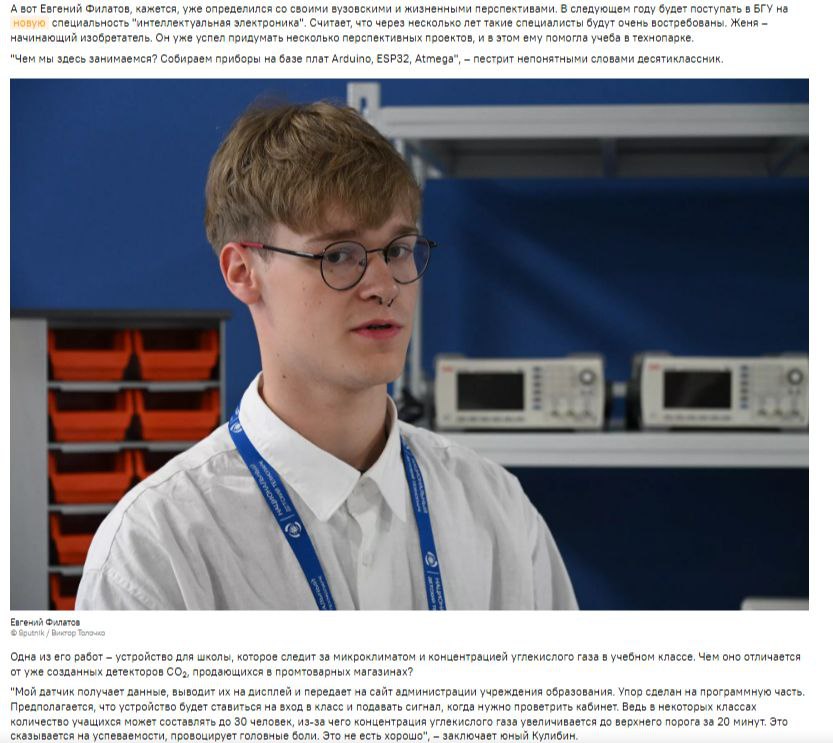 А вот Евгений Филатов, кажется, уже определился со своими вузовскими и жизненными перспективами. В следующем году будет поступать в БГУ на
новую специальность "интеллектуальная электроника". Считает, что через несколько лет такие специалисты будут очень востребованы. Женя –
начинающий изобретатель. Он уже успел придумать несколько перспективных проектов, и в этом ему помогла учеба в технопарке.
"Чем мы здесь занимаемся? Собираем приборы на базе плат Arduino, ESP32, Atmega", – пестрит непонятными словами десятиклассник.
НАЦИОНАЛЬНЫЙ
ДЕТСКИЙ ТЕХНОПАРК
Евгений Филатов
© Sputnik / Виктор Толочко
Одна из его работ – устройство для школы, которое следит за микроклиматом и концентрацией углекислого газа в учебном классе. Чем оно отличается
от уже созданных детекторов CO₂, продающихся в промтоварных магазинах?
"Мой датчик получает данные, выводит их на дисплей и передает на сайт администрации учреждения образования. Упор сделан на программную часть.
Предполагается, что устройство будет ставиться на вход в класс и подавать сигнал, когда нужно проветрить кабинет. Ведь в некоторых классах
количество учащихся может составлять до 30 человек, из-за чего концентрация углекислого газа увеличивается до верхнего порога за 20 минут. Это
сказывается на успеваемости, провоцирует головные боли. Это не есть хорошо", – заключает юный Кулибин.